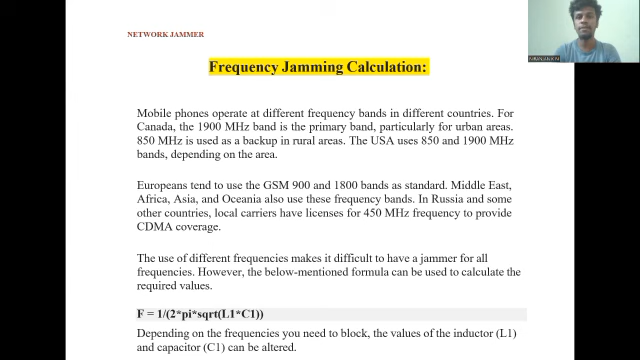 NETWORK JAMMER
Frequency Jamming Calculation:
Mobile phones operate at different frequency bands in different countries. For
Canada, the 1900 MHz band is the primary band, particularly for urban areas.
850 MHz is used as a backup in rural areas. The USA uses 850 and 1900 MHz
bands, depending on the area.
Europeans tend to use the GSM 900 and 1800 bands as standard. Middle East,
Africa, Asia, and Oceania also use these frequency bands. In Russia and some
other countries, local carriers have licenses for 450 MHz frequency to provide
CDMA coverage.
The use of different frequencies makes it difficult to have a jammer for all
frequencies. However, the below-mentioned formula can be used to calculate the
required values.
F = 1/(2*pi*sqrt(L1*C1))
Depending on the frequencies you need to block, the values of the inductor (L1)
and capacitor (C1) can be altered.